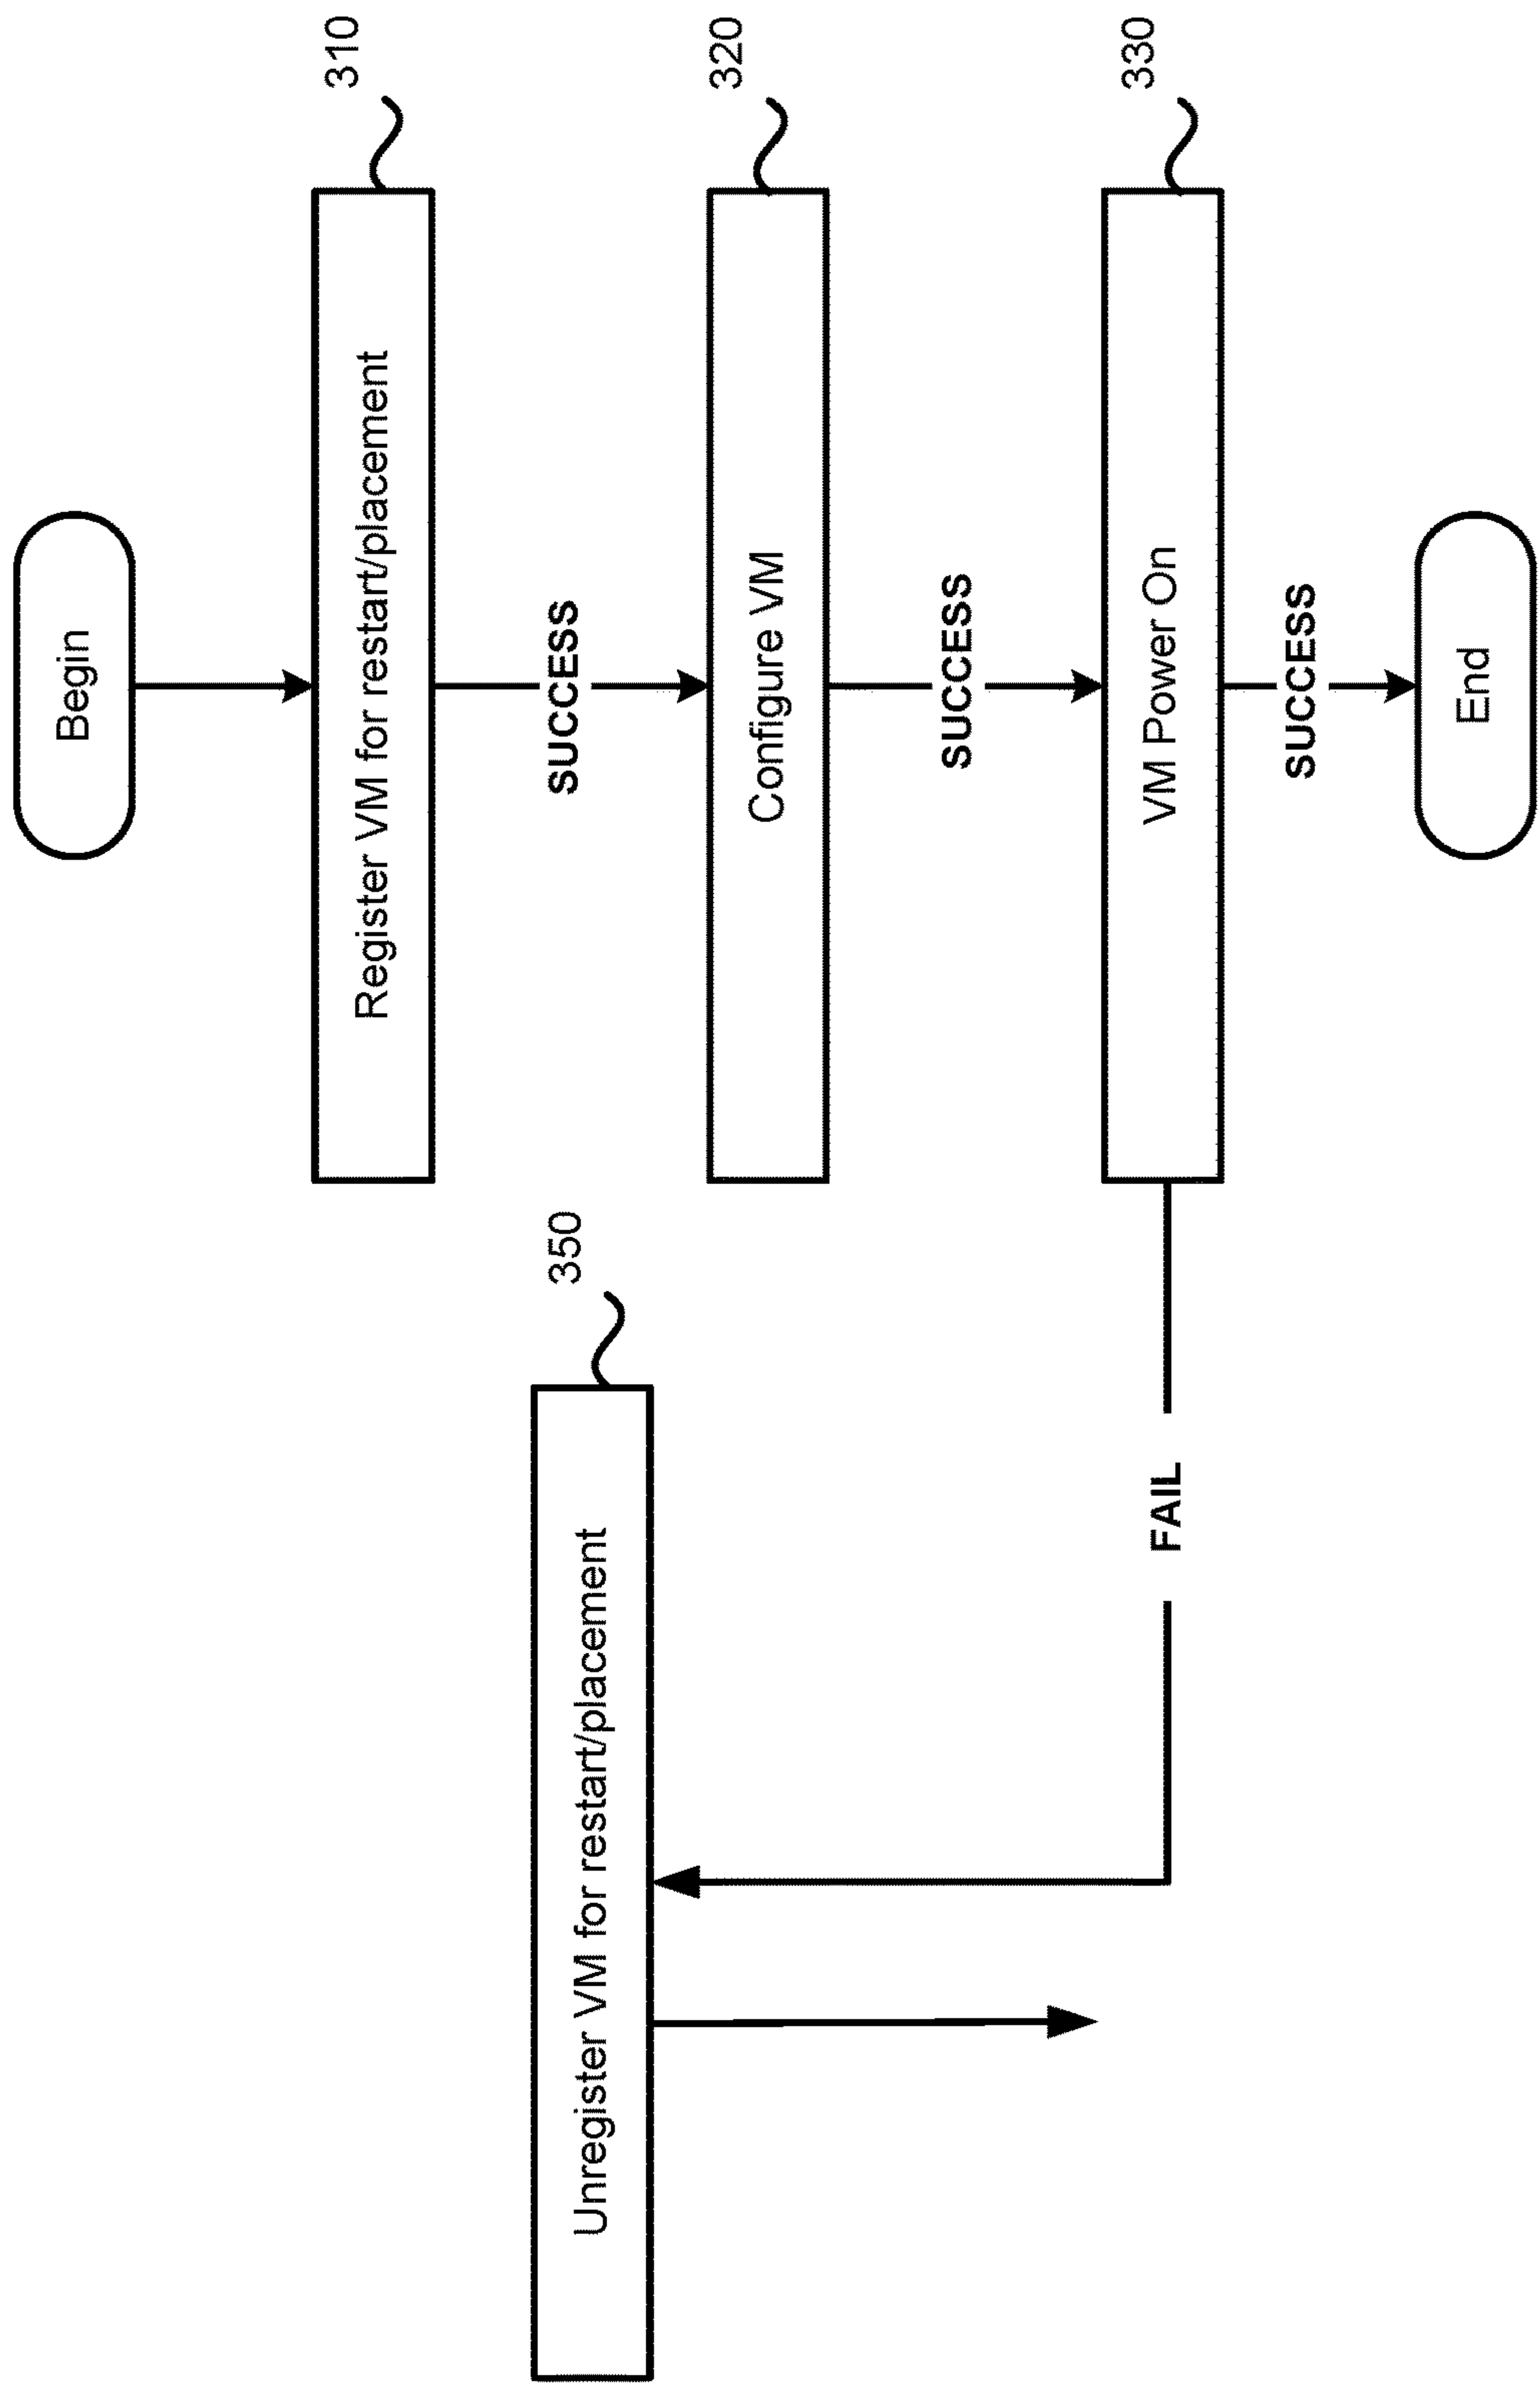 Begin
Register VM for restart/placement
310
SUCCESS
Configure VM
320
SUCCESS
VM Power On
330
SUCCESS
End
FAIL
Unregister VM for restart/placement
350